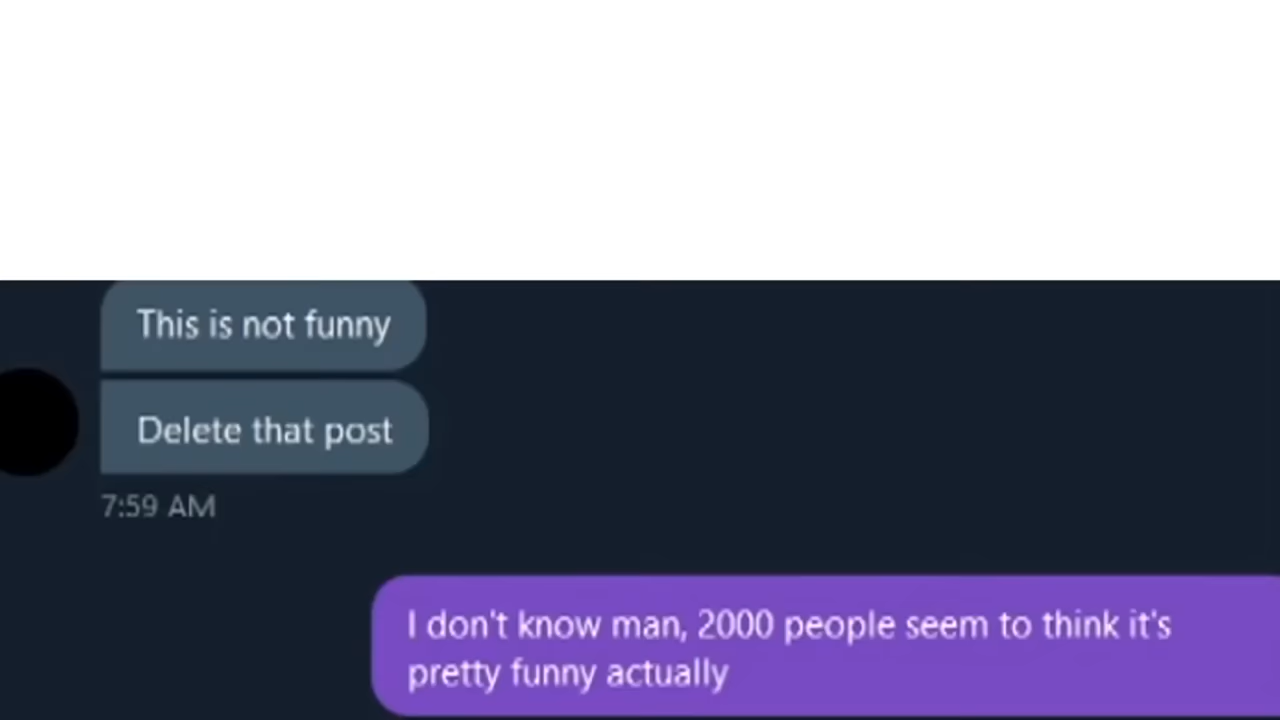 This is not funny
Delete that post
7:59 AM
I don't know man, 2000 people seem to think it's
pretty funny actually